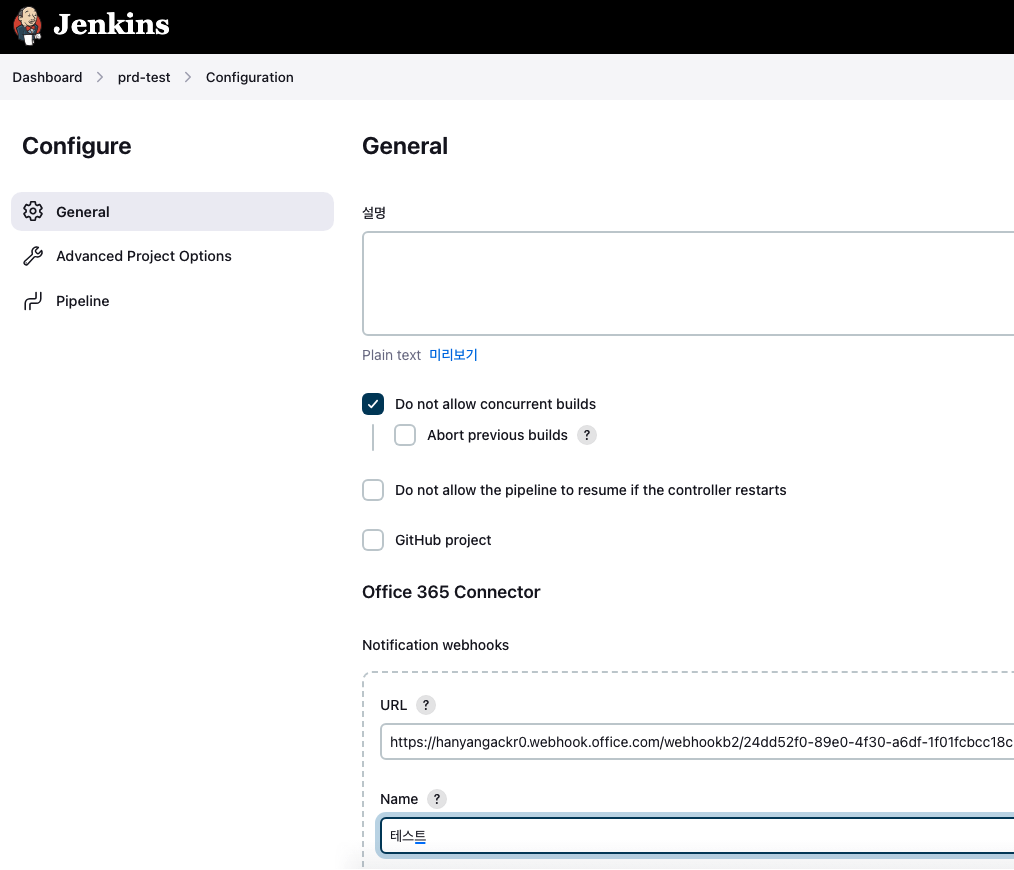 Jenkins
Dashboard > prd-test > Configuration
Configure
General
Advanced Project Options
Pipeline
General
설명
Plain text 미리보기
Do not allow concurrent builds
Abort previous builds ?
Do not allow the pipeline to resume if the controller restarts
GitHub project
Office 365 Connector
Notification webhooks
URL ?
https://hanyangackr0.webhook.office.com/webhookb2/24dd52f0-89e0-4f30-a6df-1f01fcbcc18c
Name ?
테스트